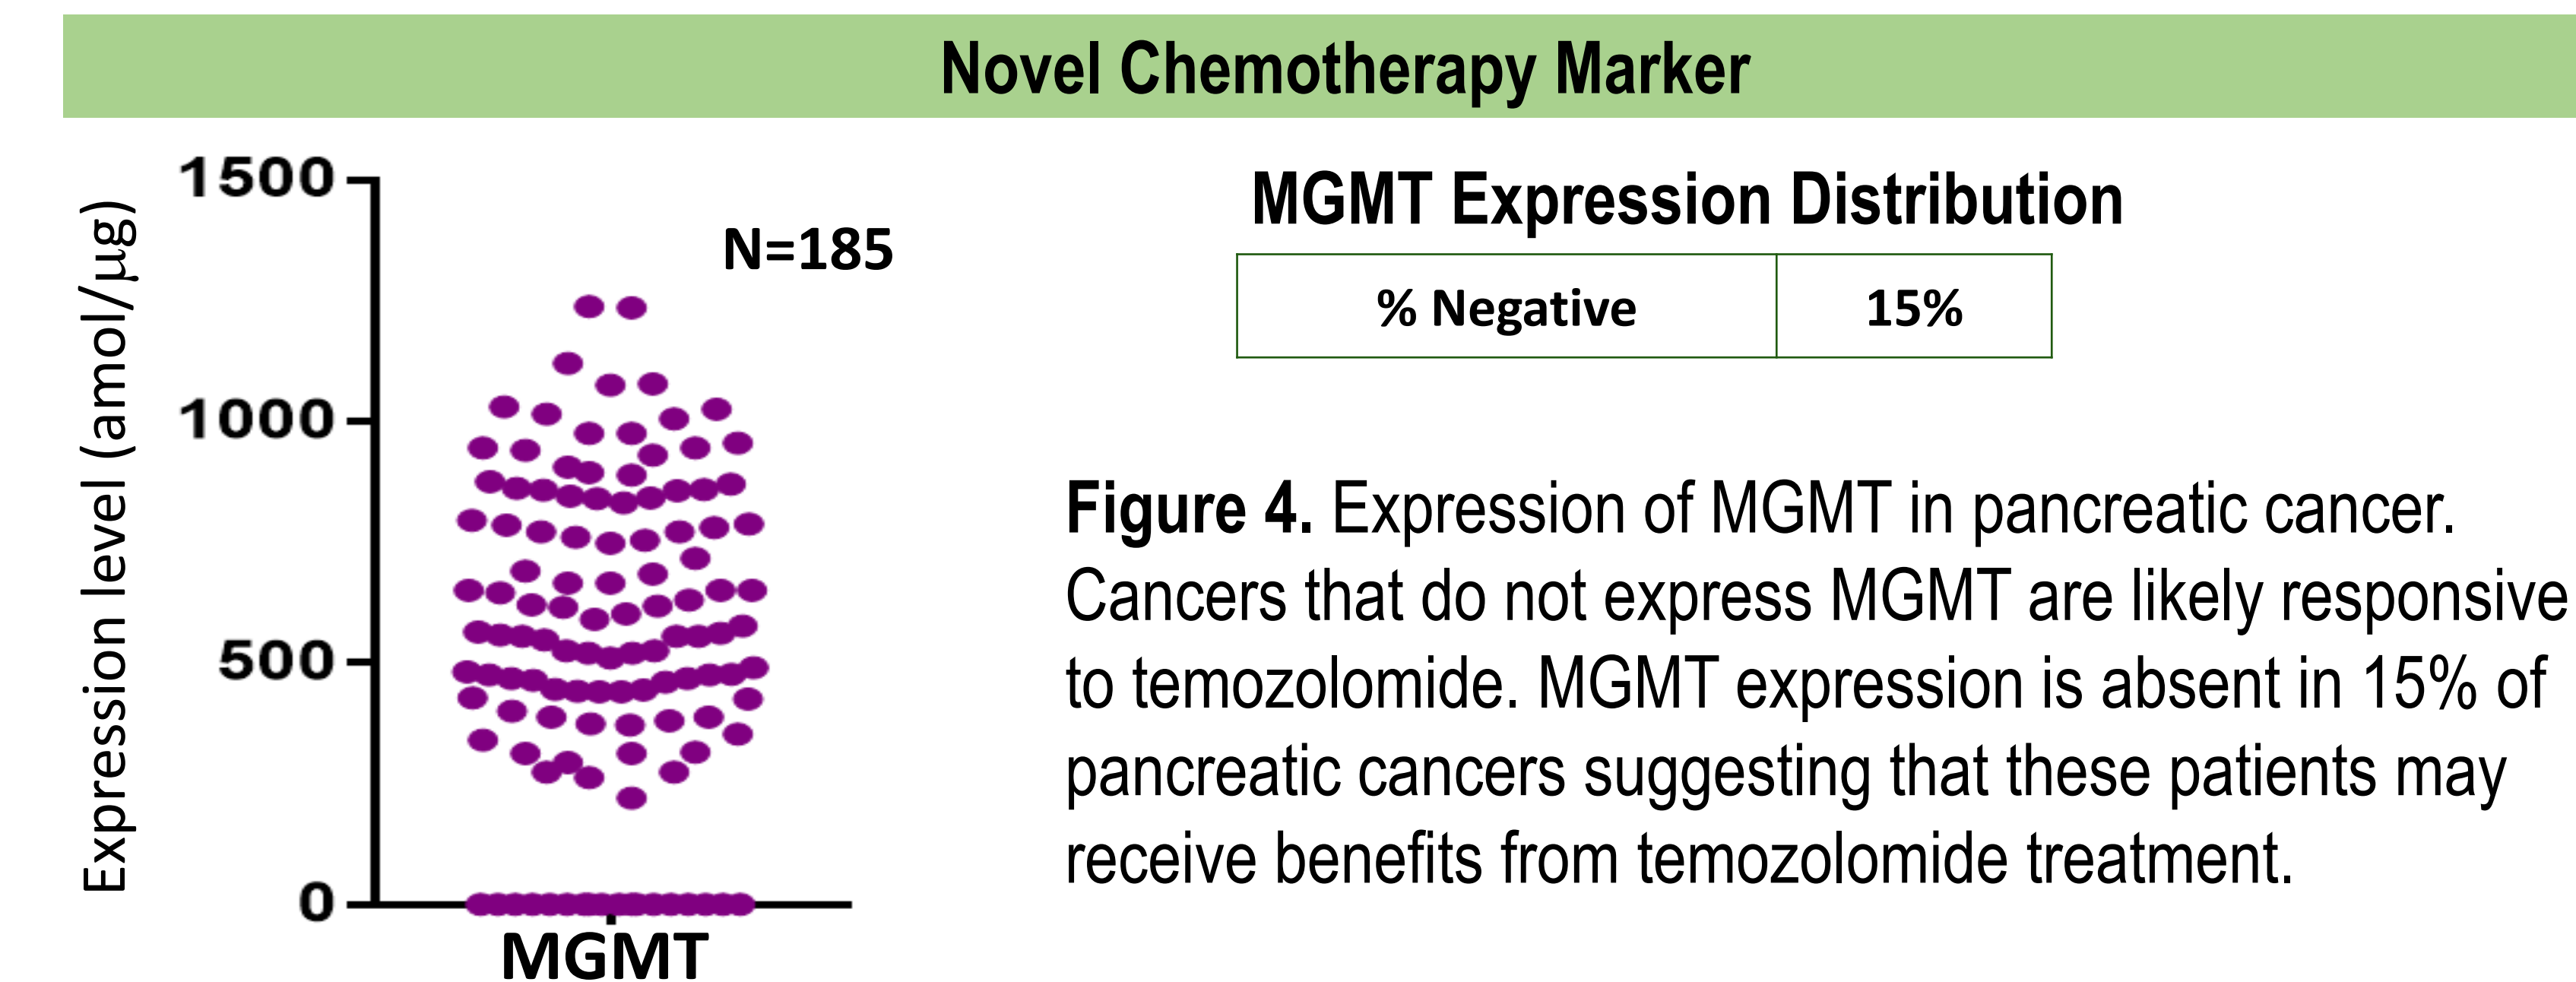 Novel Chemotherapy Marker
Expression level (amol/µg)
1500
1000
500
0
N=185
MGMT
MGMT Expression Distribution
% Negative 15%
Figure 4. Expression of MGMT in pancreatic cancer.
Cancers that do not express MGMT are likely responsive
to temozolomide. MGMT expression is absent in 15% of
pancreatic cancers suggesting that these patients may
receive benefits from temozolomide treatment.